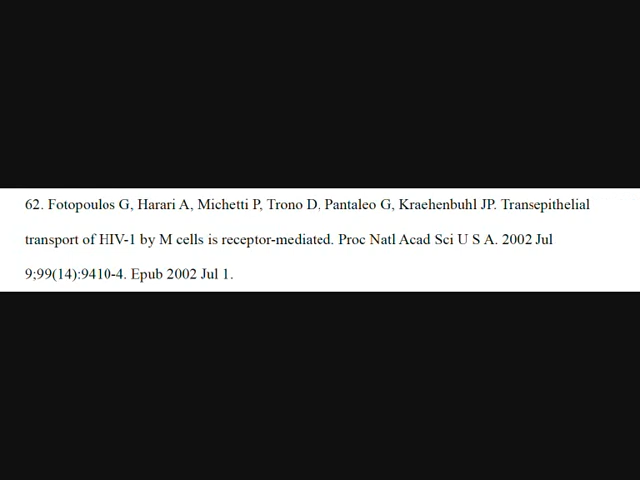 62. Fotopoulos G, Harari A, Michetti P, Trono D, Pantaleo G, Kraehenbuhl JP. Transepithelial
transport of HIV-1 by M cells is receptor-mediated. Proc Natl Acad Sci U S A. 2002 Jul
9;99(14):9410-4. Epub 2002 Jul 1.